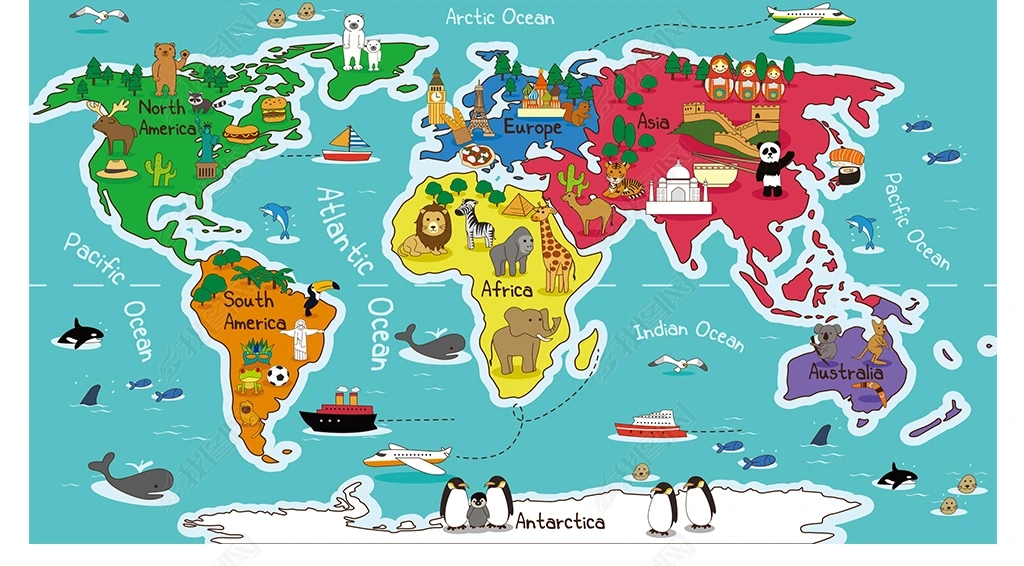 Arctic Ocean
North
America
Europe
Asia
Atlantic
Ocean
Pacific Ocean
Pacific
Ocean
Africa
South
America
Indian Ocean
Australia
Antarctica